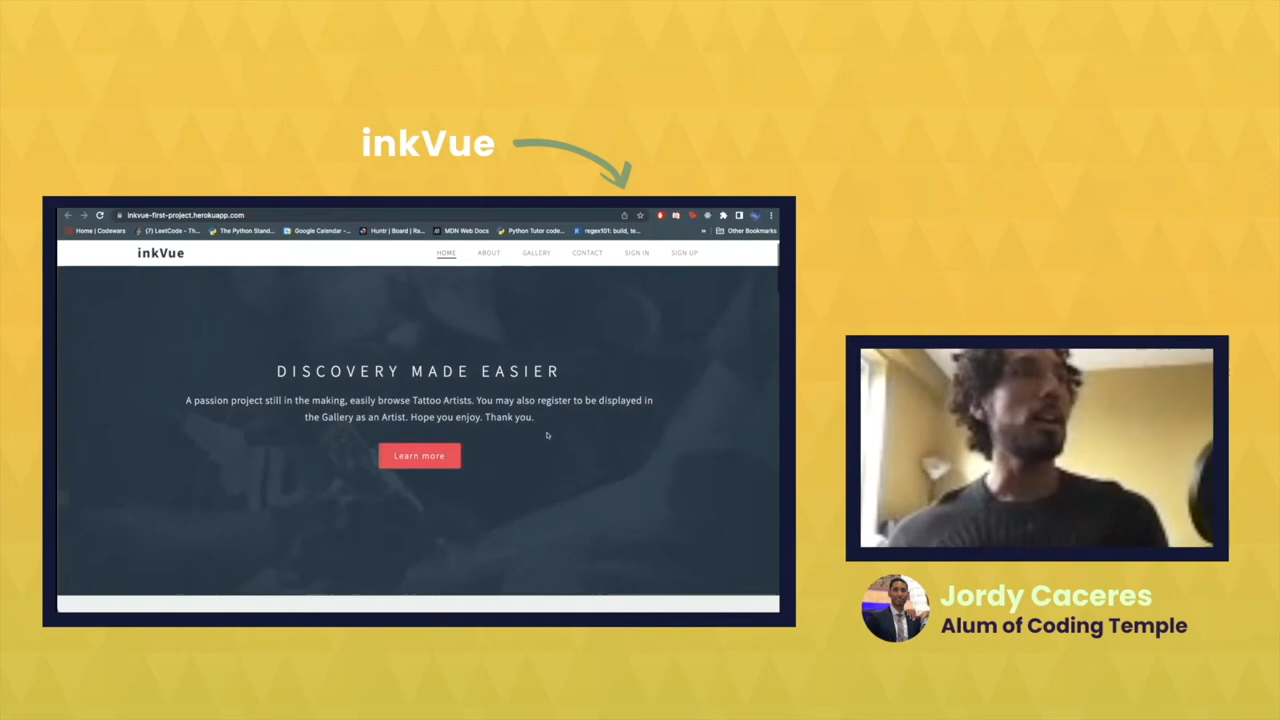 inkVue
inkvue-first-project.herokuapp.com
Home | Codewars
(7) LeetCode - Th...
The Python Stand...
Google Calendar -...
Huntr | Board | Ra...
MDN Web Docs
Python Tutor code...
regex101: build, te...
»
Other Bookmarks
inkVue
HOME
ABOUT
GALLERY
CONTACT
SIGN IN
SIGN UP
DISCOVERY MADE EASIER
A passion project still in the making, easily browse Tattoo Artists. You may also register to be displayed in
the Gallery as an Artist. Hope you enjoy. Thank you.
Learn more
Jordy Caceres
Alum of Coding Temple